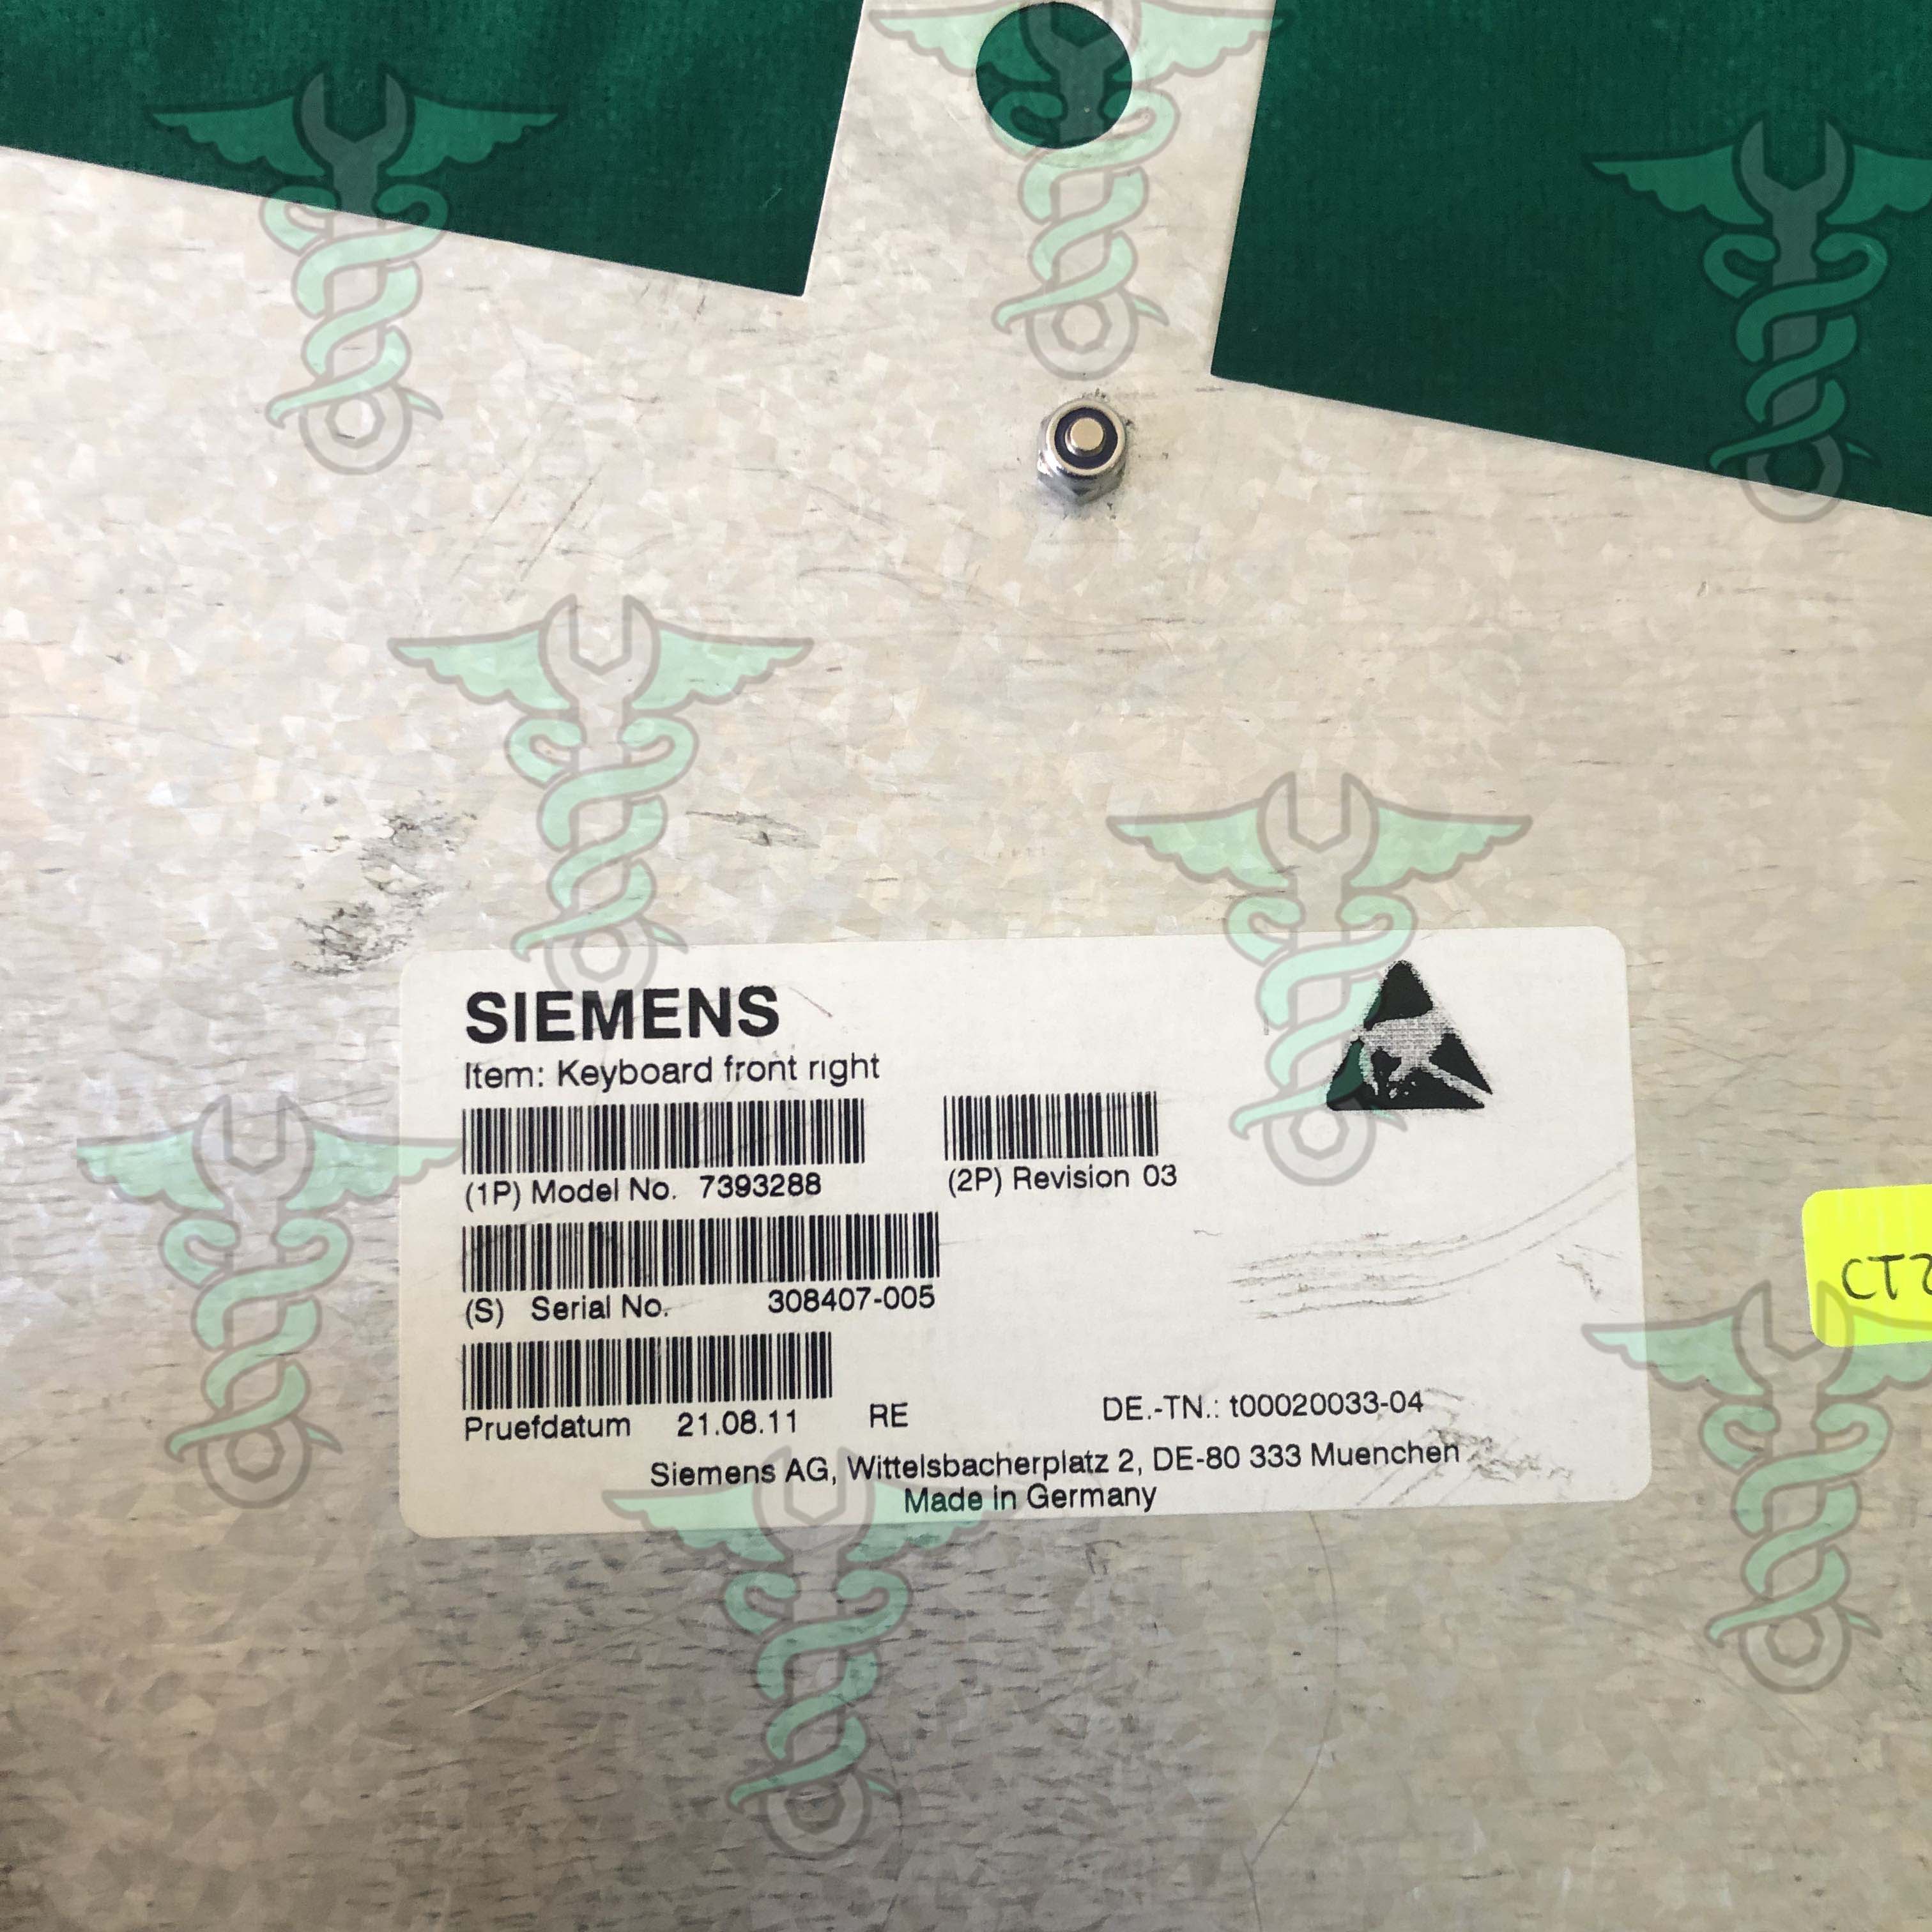 SIEMENS
Item: Keyboard front right
(1P) Model No. 7393288
(2P) Revision 03
(S) Serial No. 308407-005
Pruefdatum 21.08.11 RE
DE.-TN.: t00020033-04
Siemens AG, Wittelsbacherplatz 2, DE-80 333 Muenchen
Made in Germany